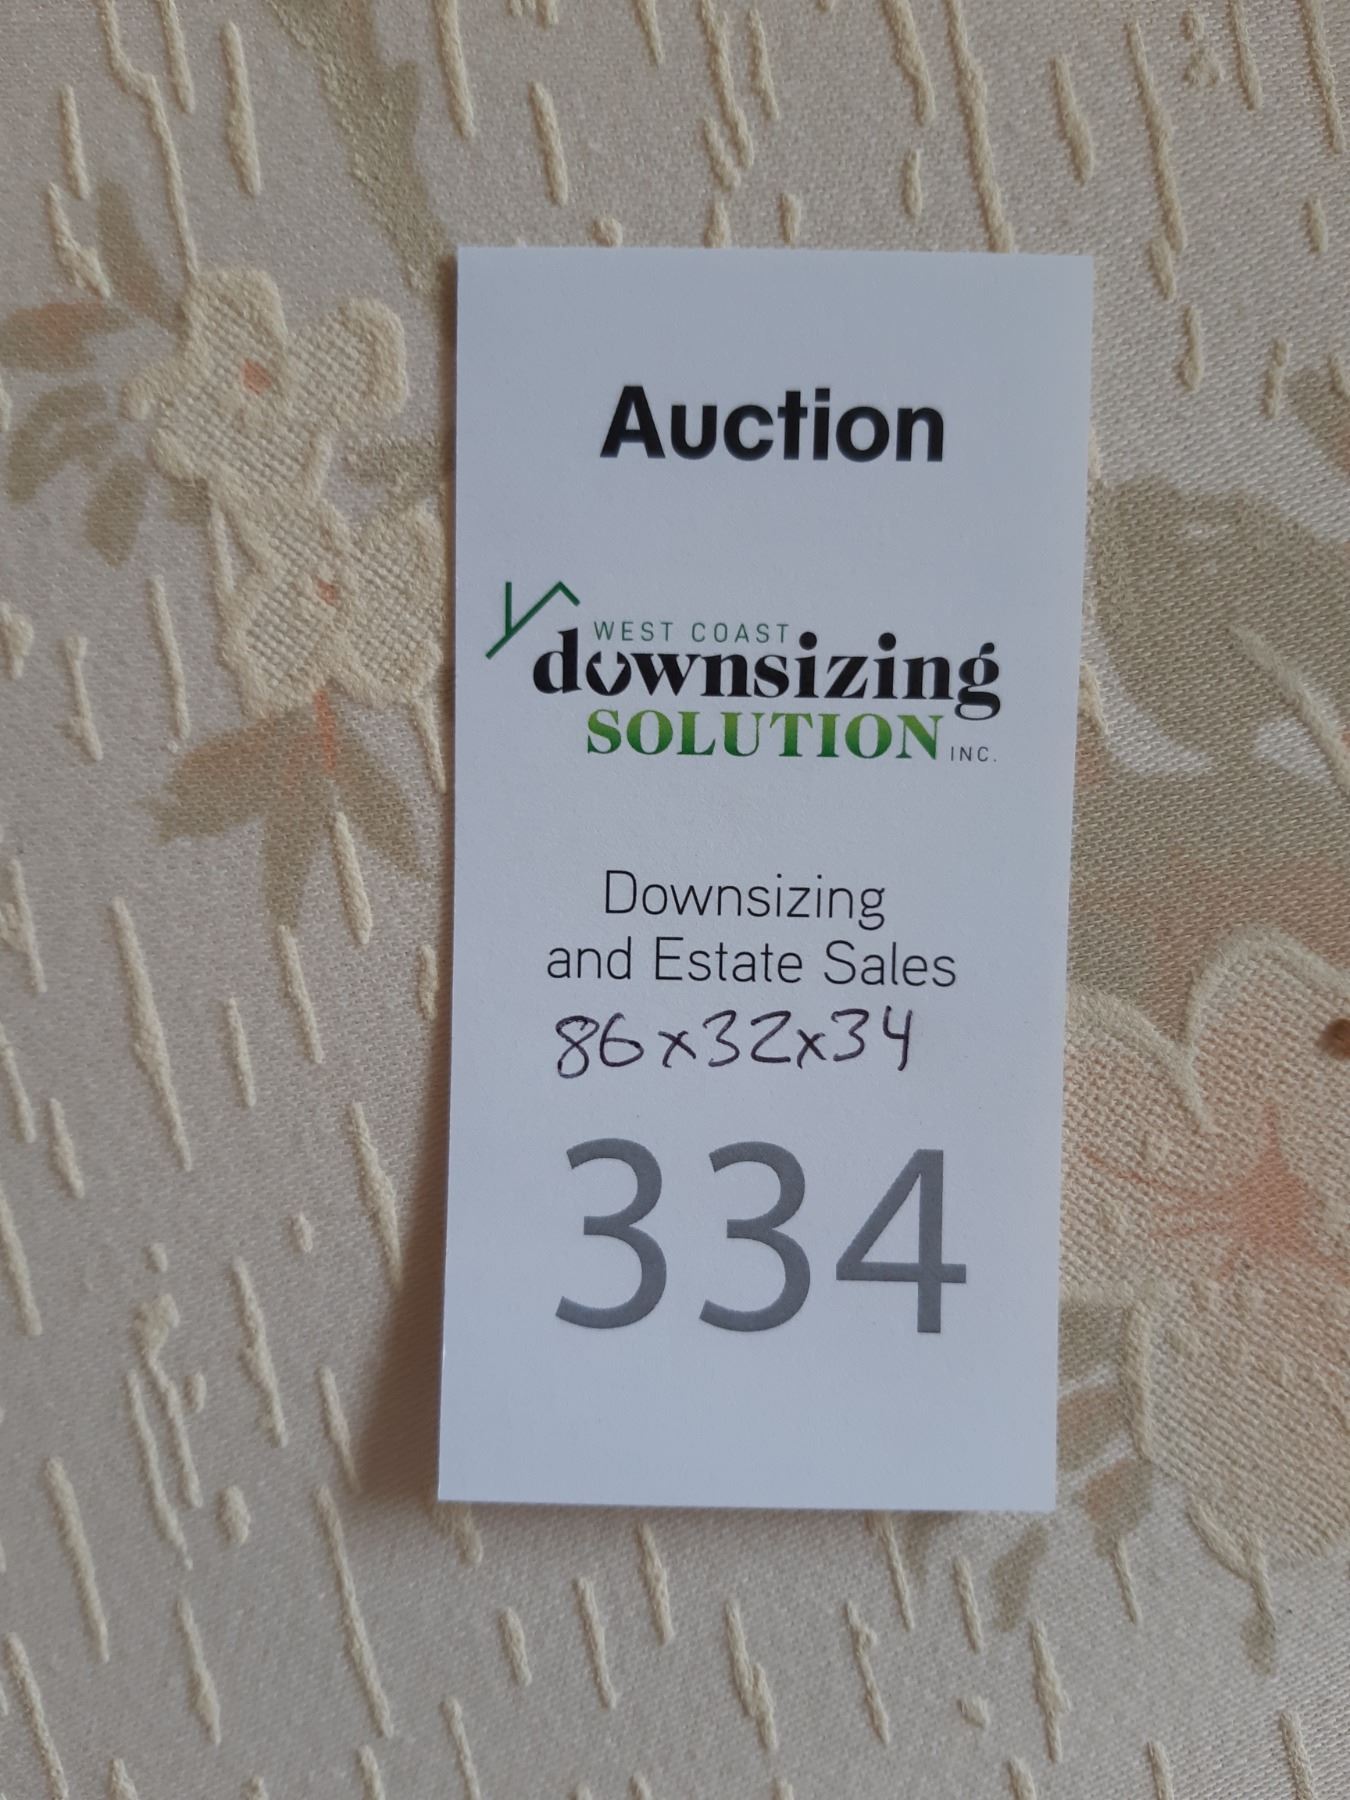 Auction
WEST COAST
downsizing
SOLUTION INC.
Downsizing
and Estate Sales
86x32x34
334